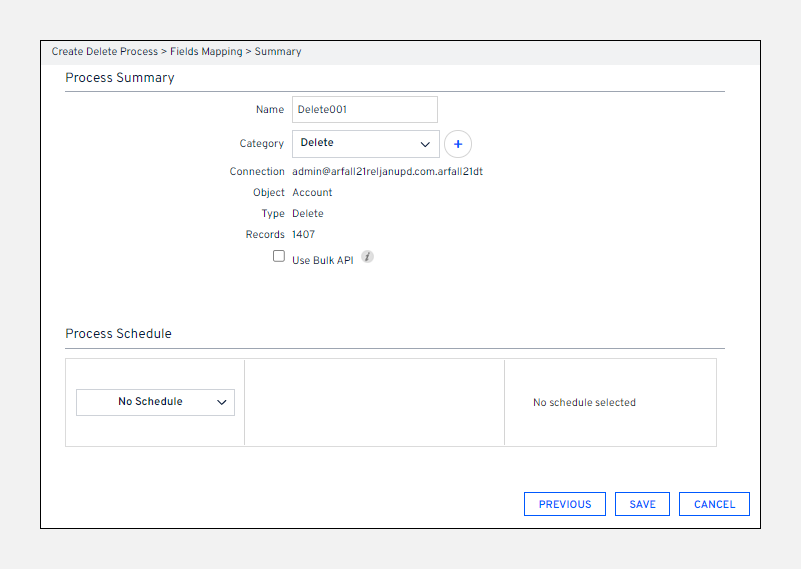 Create Delete Process > Fields Mapping > Summary
Process Summary
Name Delete001
Category Delete +
Connection admin@arfall21reljanupd.com.arfall21dt
Object Account
Type Delete
Records 1407
Use Bulk API i
Process Schedule
No Schedule No schedule selected
PREVIOUS SAVE CANCEL